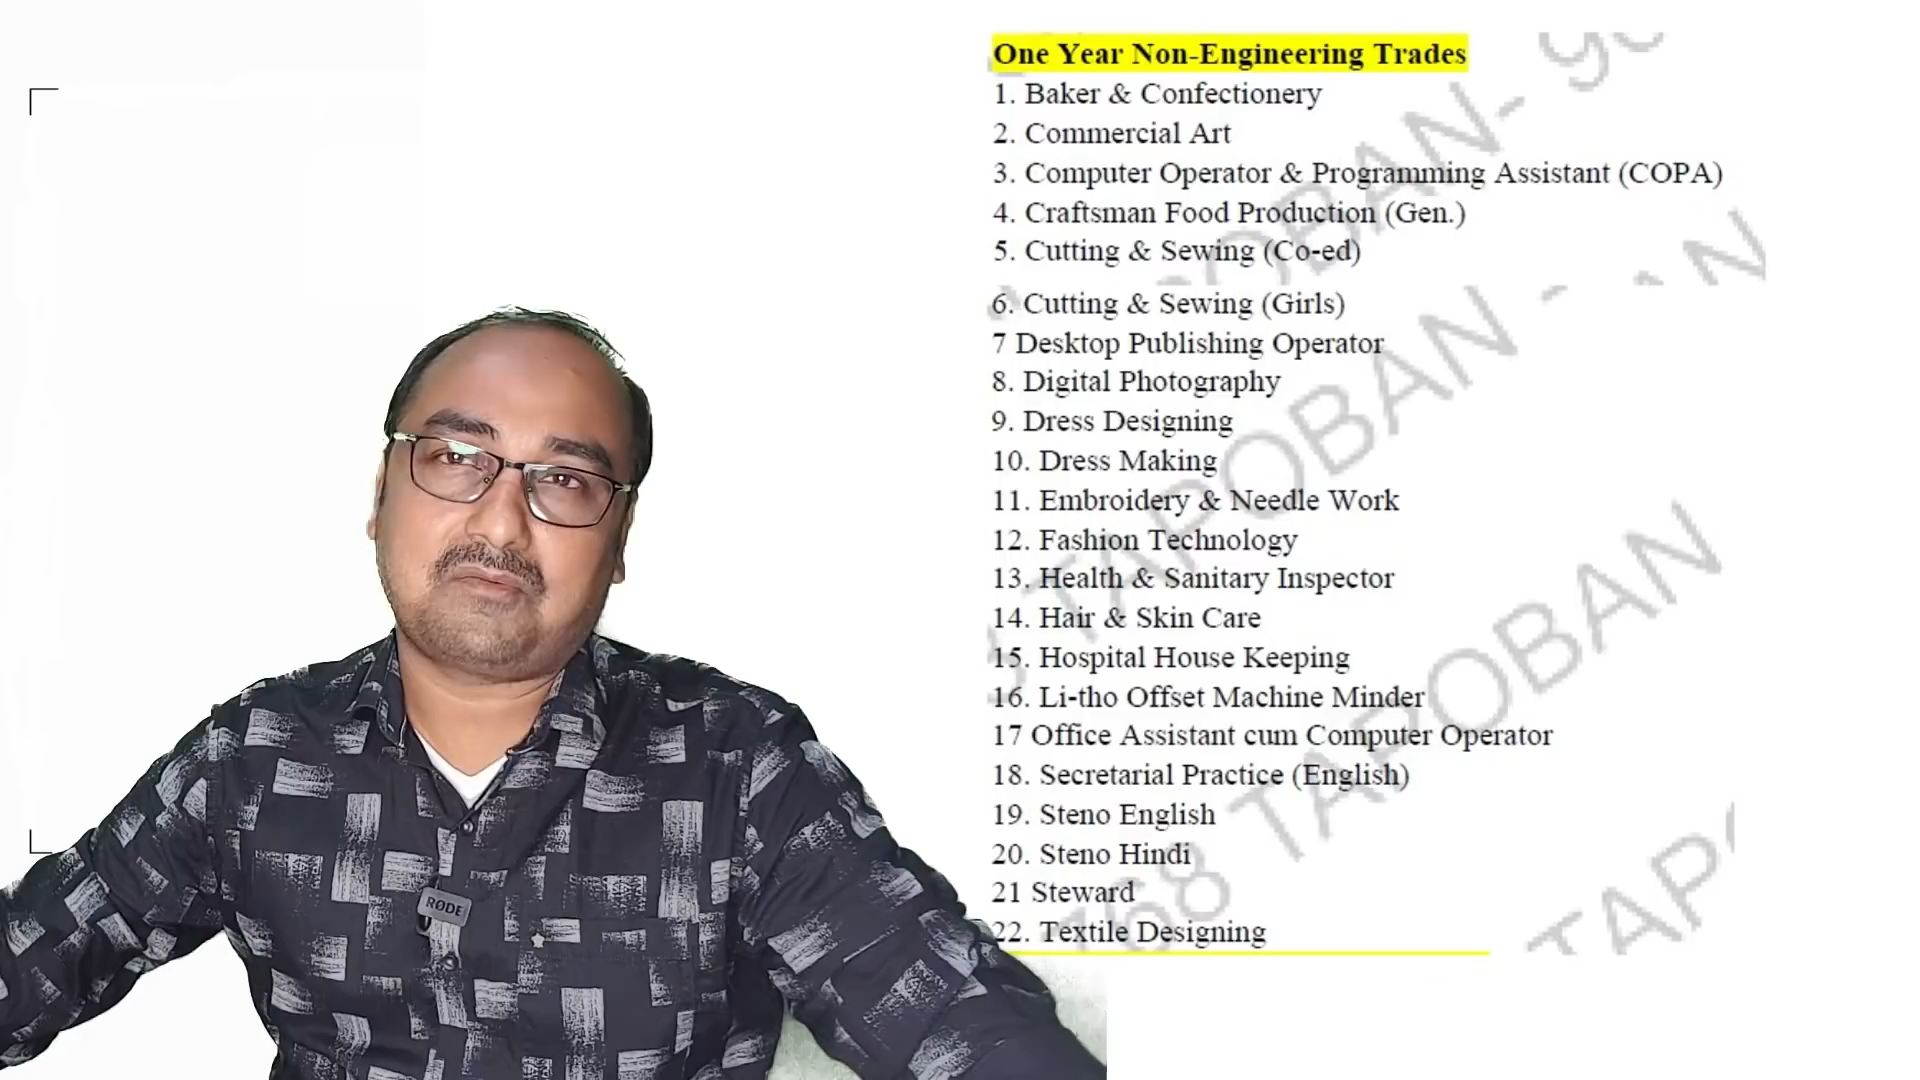 One Year Non-Engineering Trades
1. Baker & Confectionery
2. Commercial Art
3. Computer Operator & Programming Assistant (COPA)
4. Craftsman Food Production (Gen.)
5. Cutting & Sewing (Co-ed)
6. Cutting & Sewing (Girls)
7 Desktop Publishing Operator
8. Digital Photography
9. Dress Designing
10. Dress Making
11. Embroidery & Needle Work
12. Fashion Technology
13. Health & Sanitary Inspector
14. Hair & Skin Care
15. Hospital House Keeping
16. Li-tho Offset Machine Minder
17 Office Assistant cum Computer Operator
18. Secretarial Practice (English)
19. Steno English
20. Steno Hindi
21 Steward
22. Textile Designing
TAPOBAN
768 TAPOBAN
RØDE